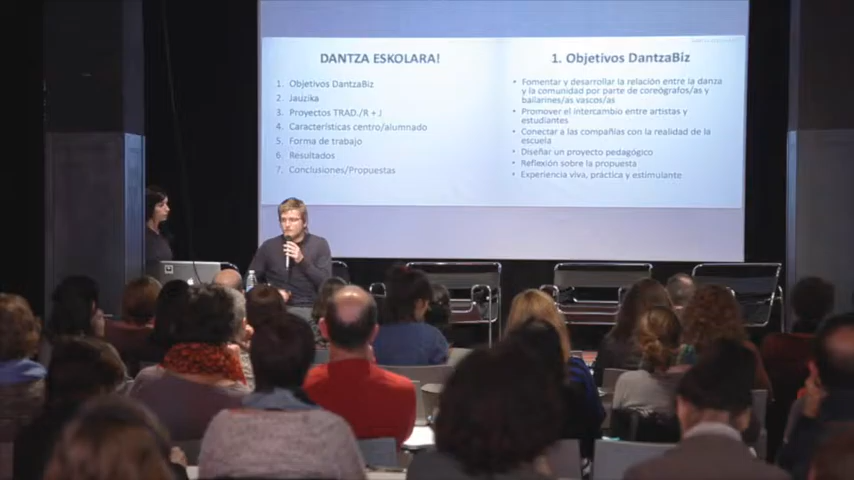 DANTZA ESKOLARA!
1. Objetivos DantzaBiz
2. Jauzika
3. Proyectos TRAD./R + J
4. Características centro/alumnado
5. Forma de trabajo
6. Resultados
7. Conclusiones/Propuestas
1. Objetivos DantzaBiz
• Fomentar y desarrollar la relación entre la danza
y la comunidad por parte de coreógrafos/as y
bailarines/as vascos/as
• Promover el intercambio entre artistas y
estudiantes
• Conectar a las compañías con la realidad de la
escuela
• Diseñar un proyecto pedagógico
• Reflexión sobre la propuesta
• Experiencia viva, práctica y estimulante